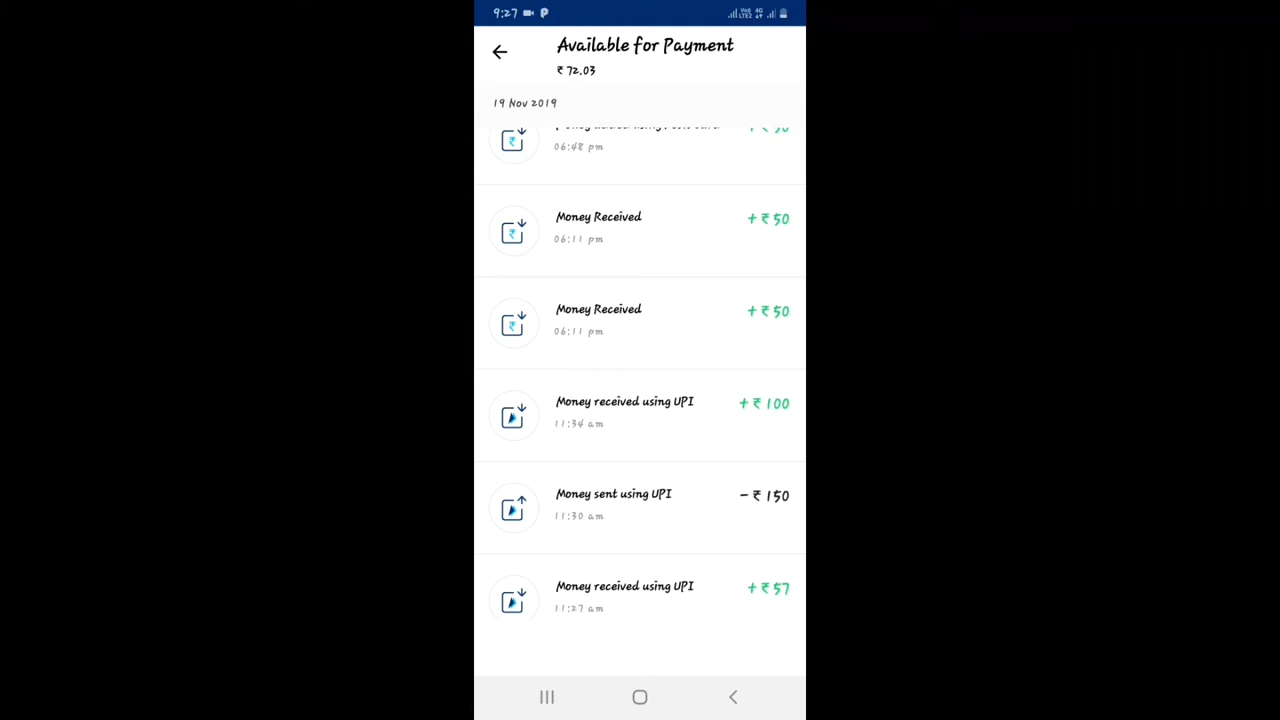 9:27
Available for Payment
₹ 72.03
19 Nov 2019
06:48 pm
Money Received
+ ₹ 50
06:11 pm
Money Received
+ ₹ 50
06:11 pm
Money received using UPI
+ ₹ 100
11:34 am
Money sent using UPI
- ₹ 150
11:30 am
Money received using UPI
+ ₹ 57
11:27 am